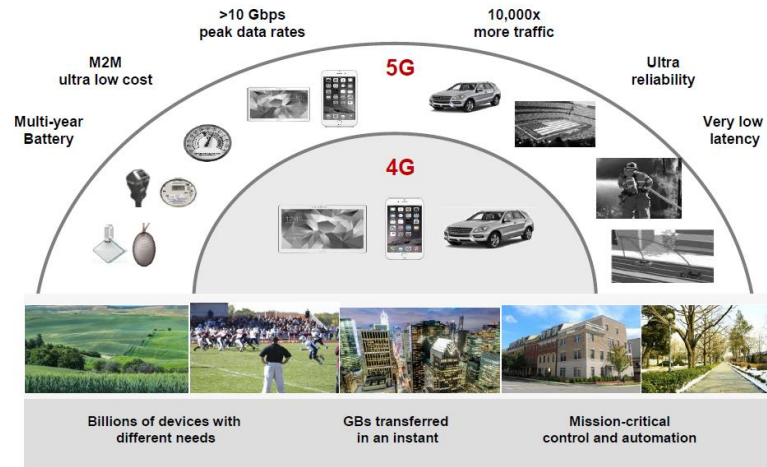 >10 Gbps
peak data rates
10,000x
more traffic
M2M
ultra low cost
5G
Ultra
reliability
Multi-year
Battery
Very low
latency
4G
Billions of devices with
different needs
GBs transferred
in an instant
Mission-critical
control and automation